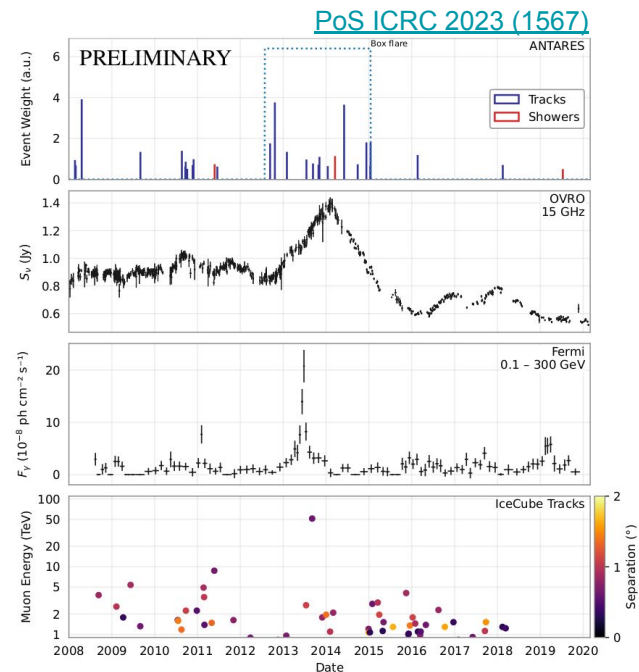 PoS ICRC 2023 (1567)
PRELIMINARY
Box flare
ANTARES
Event Weight (a.u.)
6
4
2
0
Tracks
Showers
OVRO
15 GHz
Sν (Jy)
1.4
1.2
1.0
0.8
0.6
Fermi
0.1 – 300 GeV
Fγ (10⁻⁸ ph cm⁻² s⁻¹)
20
10
0
IceCube Tracks
Muon Energy (TeV)
100
50
20
10
5
2
1
2
1
0
Separation (°)
2008 2009 2010 2011 2012 2013 2014 2015 2016 2017 2018 2019 2020
Date